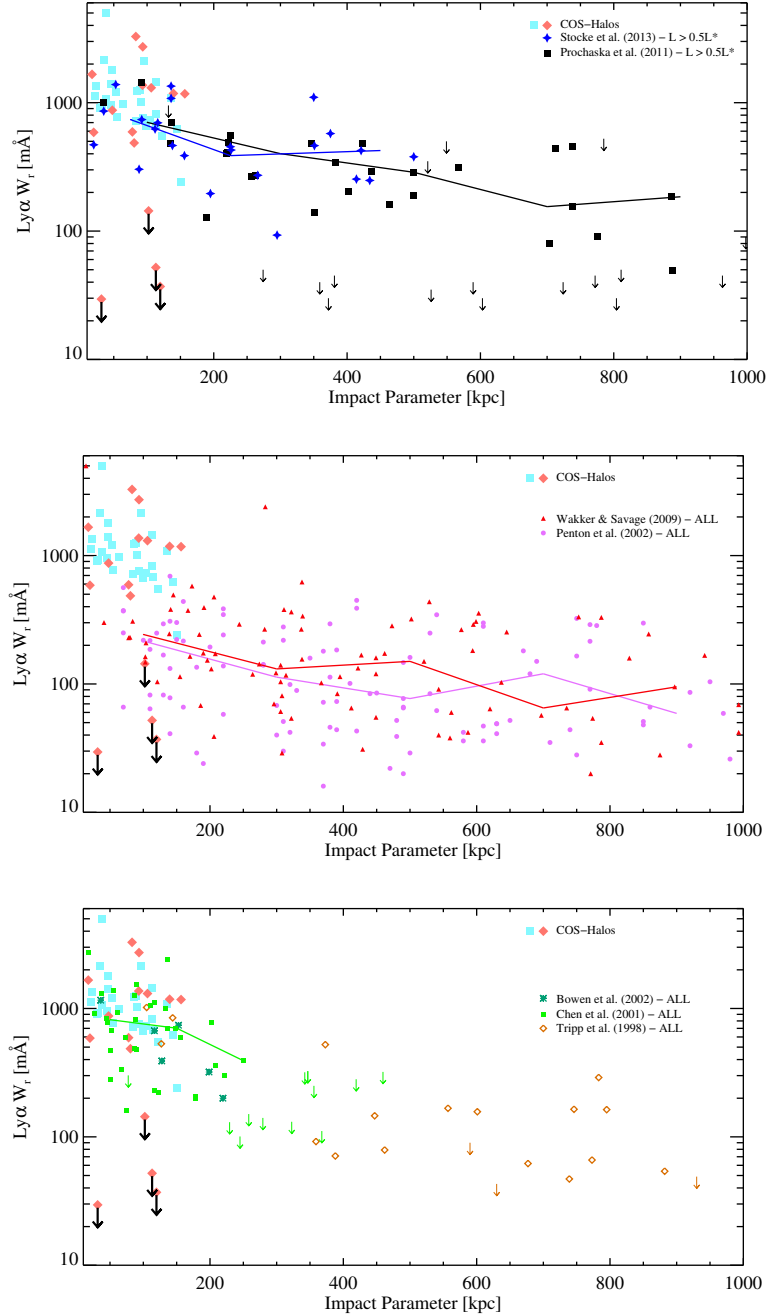 COS−Halos
Stocke et al. (2013) − L > 0.5L*
Prochaska et al. (2011) − L > 0.5L*
1000
100
10
Lyα Wᵣ [mÅ]
200 400 600 800 1000
Impact Parameter [kpc]
COS−Halos
Wakker & Savage (2009) − ALL
Penton et al. (2002) − ALL
1000
100
10
Lyα Wᵣ [mÅ]
200 400 600 800 1000
Impact Parameter [kpc]
COS−Halos
Bowen et al. (2002) − ALL
Chen et al. (2001) − ALL
Tripp et al. (1998) − ALL
1000
100
10
Lyα Wᵣ [mÅ]
200 400 600 800 1000
Impact Parameter [kpc]